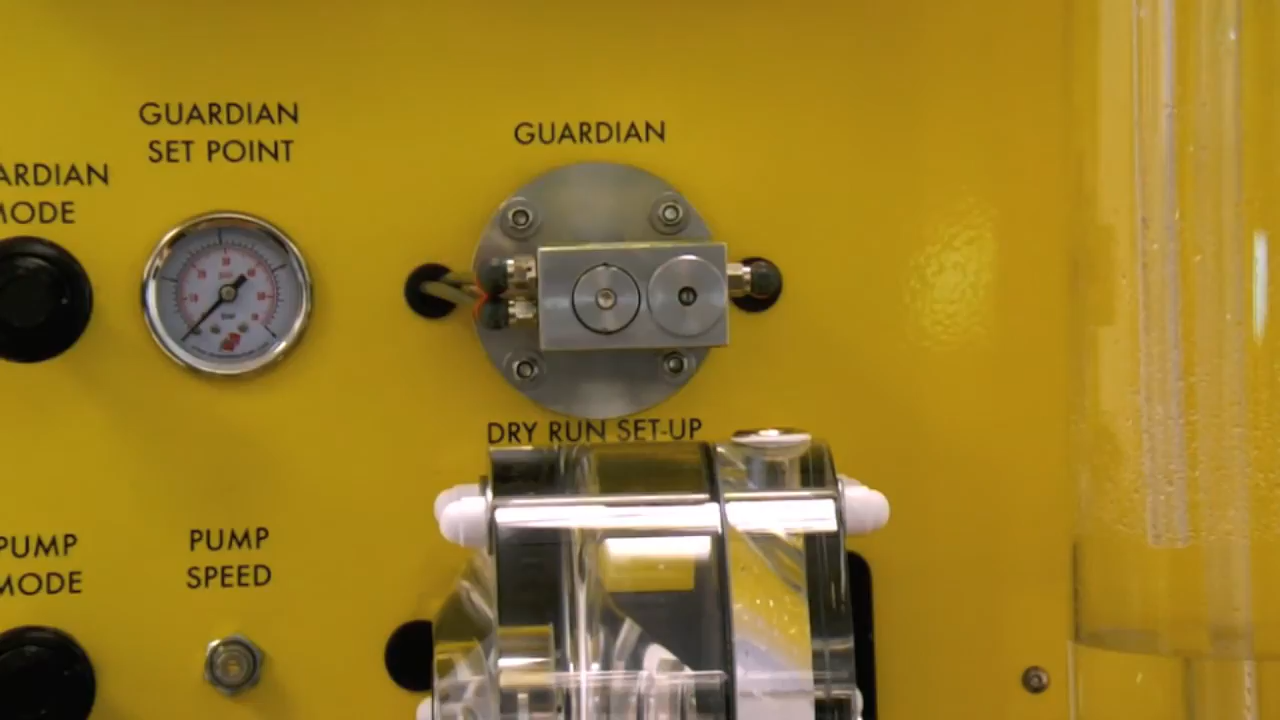 GUARDIAN
SET POINT
GUARDIAN
ARDIAN
MODE
DRY RUN SET-UP
PUMP
MODE
PUMP
SPEED